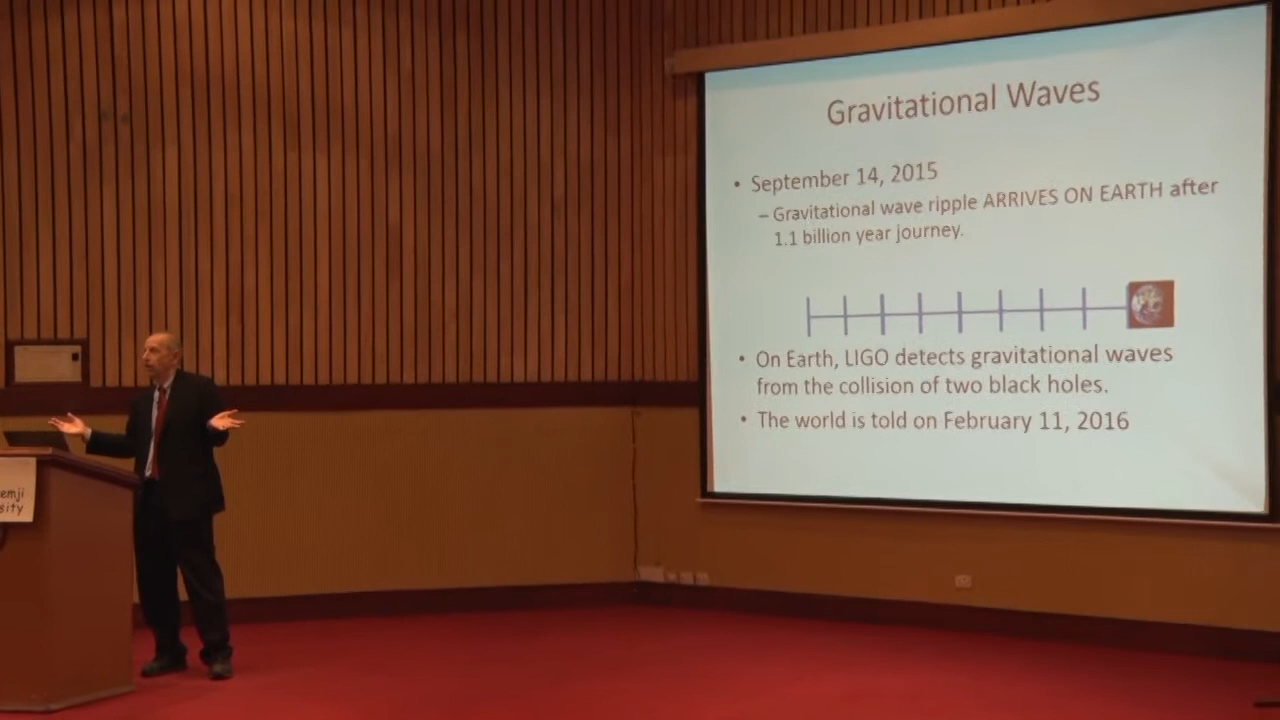 Gravitational Waves
• September 14, 2015
– Gravitational wave ripple ARRIVES ON EARTH after
1.1 billion year journey.
• On Earth, LIGO detects gravitational waves
from the collision of two black holes.
• The world is told on February 11, 2016
emji
sity